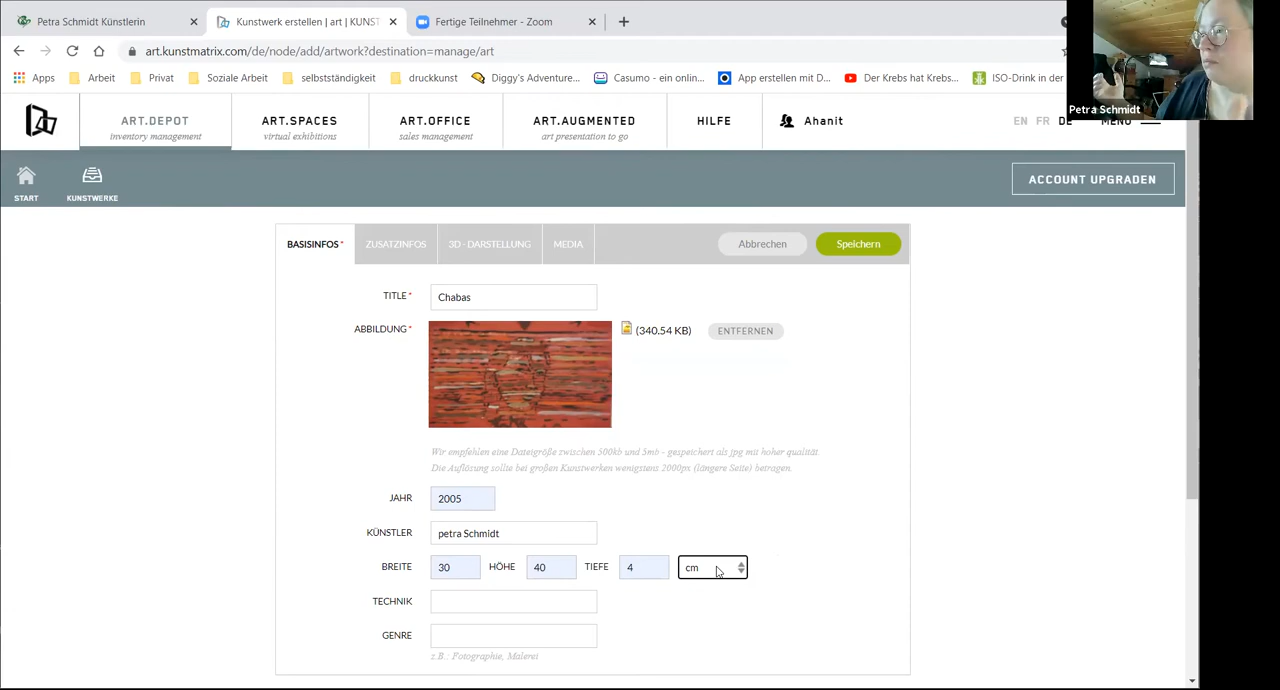 Petra Schmidt Künstlerin
Kunstwerk erstellen | art | KUNST
Fertige Teilnehmer - Zoom
art.kunstmatrix.com/de/node/add/artwork?destination=manage/art
Apps Arbeit Privat Soziale Arbeit selbstständigkeit druckkunst Diggy's Adventure... Casumo - ein onlin... App erstellen mit D... Der Krebs hat Krebs... ISO-Drink in der
Petra Schmidt
ART.DEPOT
inventory management
ART.SPACES
virtual exhibitions
ART.OFFICE
sales management
ART.AUGMENTED
art presentation to go
HILFE
Ahanit
EN FR DE
MENU
START
KUNSTWERKE
ACCOUNT UPGRADEN
BASISINFOS* ZUSATZINFOS 3D - DARSTELLUNG MEDIA Abbrechen Speichern
TITLE* Chabas
ABBILDUNG* (340.54 KB) ENTFERNEN
Wir empfehlen eine Dateigröße zwischen 500kb und 5mb - gespeichert als jpg mit hoher qualität.
Die Auflösung sollte bei großen Kunstwerken wenigstens 2000px (längere Seite) betragen.
JAHR 2005
KÜNSTLER petra Schmidt
BREITE 30 HÖHE 40 TIEFE 4 cm
TECHNIK
GENRE
z.B.: Fotographie, Malerei